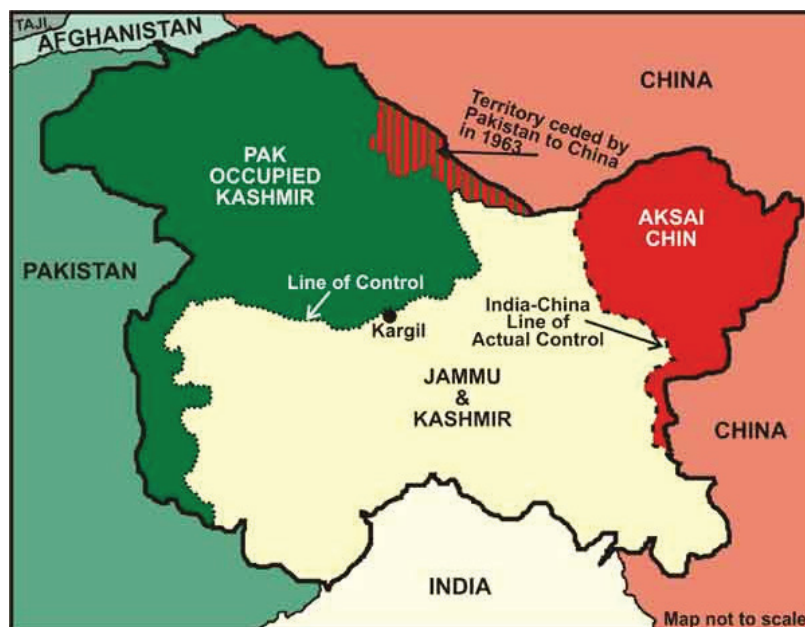 TAJI
AFGHANISTAN
CHINA
Territory ceded by
Pakistan to China
in 1963
PAK
OCCUPIED
KASHMIR
AKSAI
CHIN
PAKISTAN
Line of Control
India-China
Line of
Actual Control
Kargil
JAMMU
&
KASHMIR
CHINA
INDIA
Map not to scale